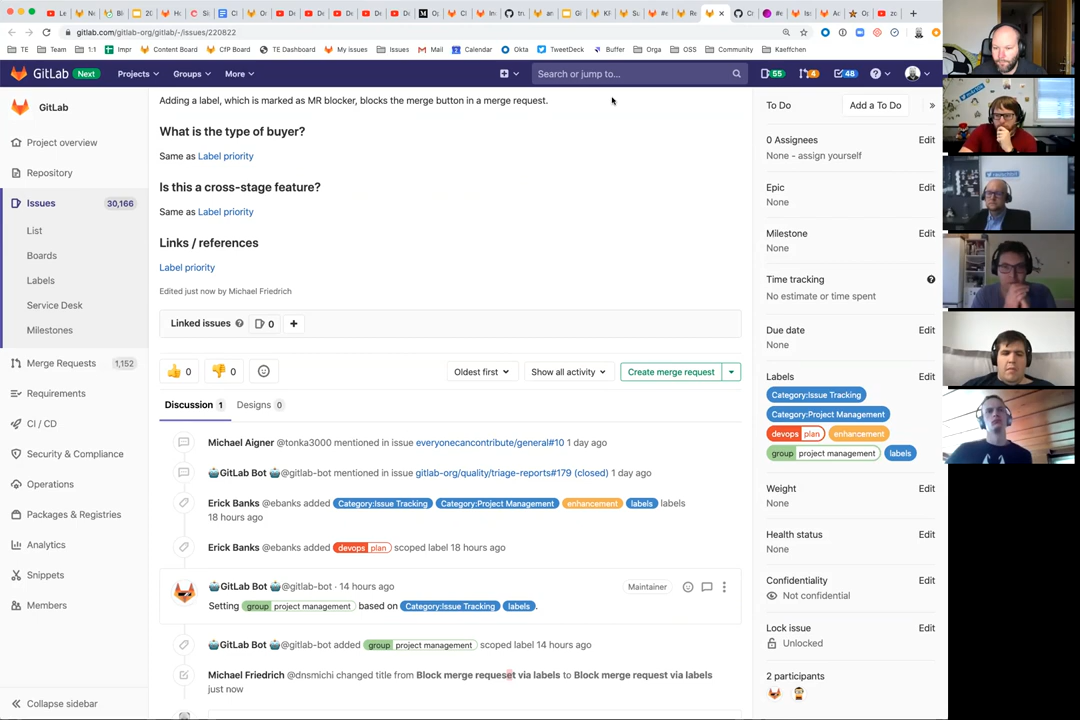 gitlab.com/gitlab-org/gitlab/-/issues/220822
TE Team 1:1 Impr Content Board CfP Board TE Dashboard My Issues Issues Mail Calendar Okta TweetDeck Buffer Orga OSS Community Kaeffchen
GitLab Next Projects Groups More Search or jump to... 55 4 48
GitLab
Project overview
Repository
Issues 30,166
List
Boards
Labels
Service Desk
Milestones
Merge Requests 1,152
Requirements
CI / CD
Security & Compliance
Operations
Packages & Registries
Analytics
Snippets
Members
Collapse sidebar
Adding a label, which is marked as MR blocker, blocks the merge button in a merge request.
What is the type of buyer?
Same as Label priority
Is this a cross-stage feature?
Same as Label priority
Links / references
Label priority
Edited just now by Michael Friedrich
Linked issues 0
0 0
Oldest first Show all activity Create merge request
Discussion 1 Designs 0
Michael Aigner @tonka3000 mentioned in issue everyonecancontribute/general#10 1 day ago
GitLab Bot @gitlab-bot mentioned in issue gitlab-org/quality/triage-reports#179 (closed) 1 day ago
Erick Banks @ebanks added Category:Issue Tracking Category:Project Management enhancement labels labels
18 hours ago
Erick Banks @ebanks added devops plan scoped label 18 hours ago
GitLab Bot @gitlab-bot · 14 hours ago Maintainer
Setting group project management based on Category:Issue Tracking labels .
GitLab Bot @gitlab-bot added group project management scoped label 14 hours ago
Michael Friedrich @dnsmichi changed title from Block merge requeset via labels to Block merge request via labels
just now
To Do Add a To Do
0 Assignees Edit
None - assign yourself
Epic Edit
None
Milestone Edit
None
Time tracking
No estimate or time spent
Due date Edit
None
Labels Edit
Category:Issue Tracking
Category:Project Management
devops plan enhancement
group project management labels
Weight Edit
None
Health status Edit
None
Confidentiality Edit
Not confidential
Lock issue Edit
Unlocked
2 participants